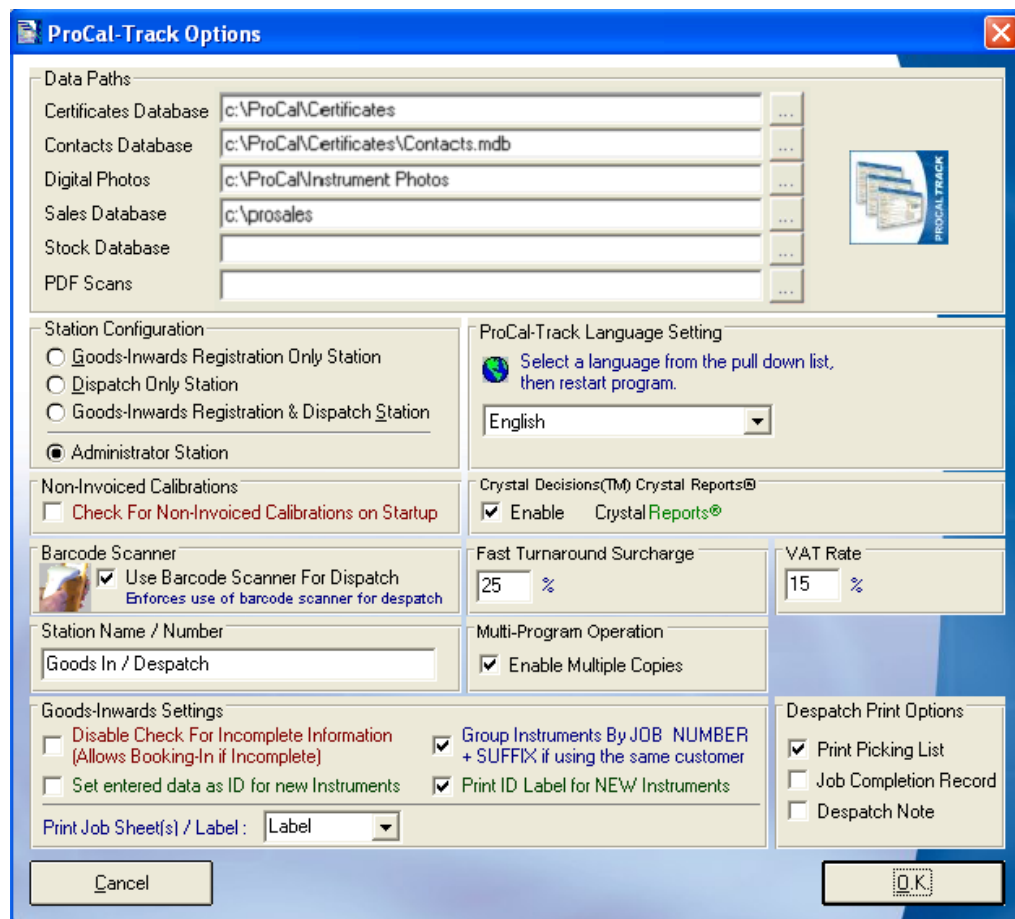 ProCal-Track Options
Data Paths
Certificates Database c:\ProCal\Certificates ...
Contacts Database c:\ProCal\Certificates\Contacts.mdb ...
Digital Photos c:\ProCal\Instrument Photos ...
Sales Database c:\prosales ...
Stock Database ...
PDF Scans ...
PROCAL TRACK
Station Configuration
Goods-Inwards Registration Only Station
Dispatch Only Station
Goods-Inwards Registration & Dispatch Station
Administrator Station
ProCal-Track Language Setting
Select a language from the pull down list,
then restart program.
English
Non-Invoiced Calibrations
Check For Non-Invoiced Calibrations on Startup
Crystal Decisions(TM) Crystal Reports®
Enable Crystal Reports®
Barcode Scanner
Use Barcode Scanner For Dispatch
Enforces use of barcode scanner for despatch
Fast Turnaround Surcharge
25 %
VAT Rate
15 %
Station Name / Number
Goods In / Despatch
Multi-Program Operation
Enable Multiple Copies
Goods-Inwards Settings
Disable Check For Incomplete Information
(Allows Booking-In if Incomplete)
Group Instruments By JOB NUMBER
+ SUFFIX if using the same customer
Set entered data as ID for new Instruments
Print ID Label for NEW Instruments
Print Job Sheet(s) / Label : Label
Despatch Print Options
Print Picking List
Job Completion Record
Despatch Note
Cancel
O.K.